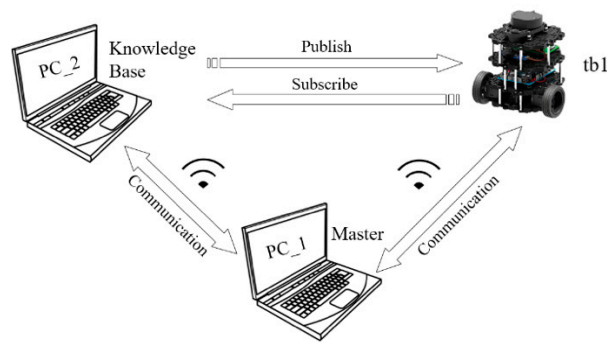 PC_2
Knowledge
Base
Publish
Subscribe
tb1
Communication
Communication
PC_1
Master